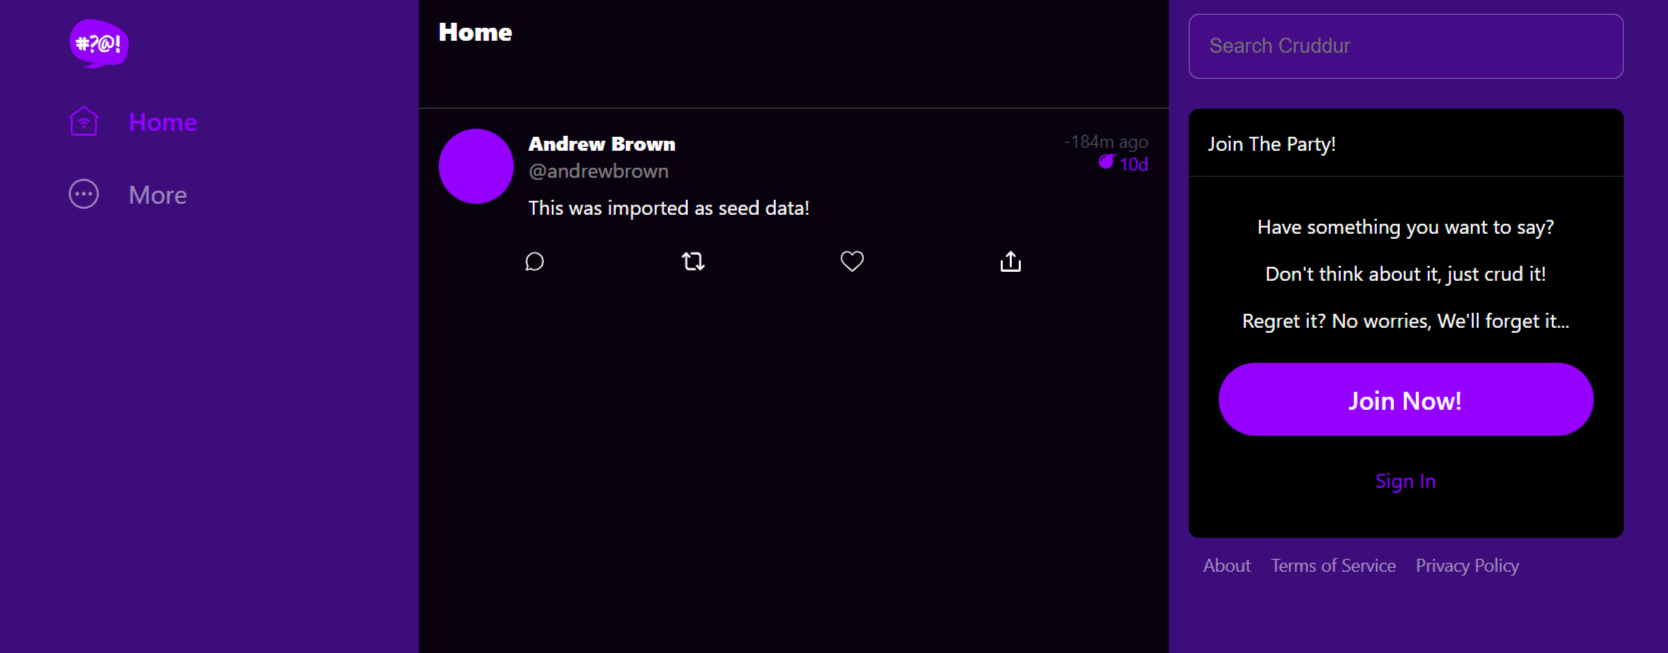 #?@!
Home
More
Home
Andrew Brown
-184m ago
@andrewbrown
10d
This was imported as seed data!
Search Cruddur
Join The Party!
Have something you want to say?
Don't think about it, just crud it!
Regret it? No worries, We'll forget it...
Join Now!
Sign In
About Terms of Service Privacy Policy